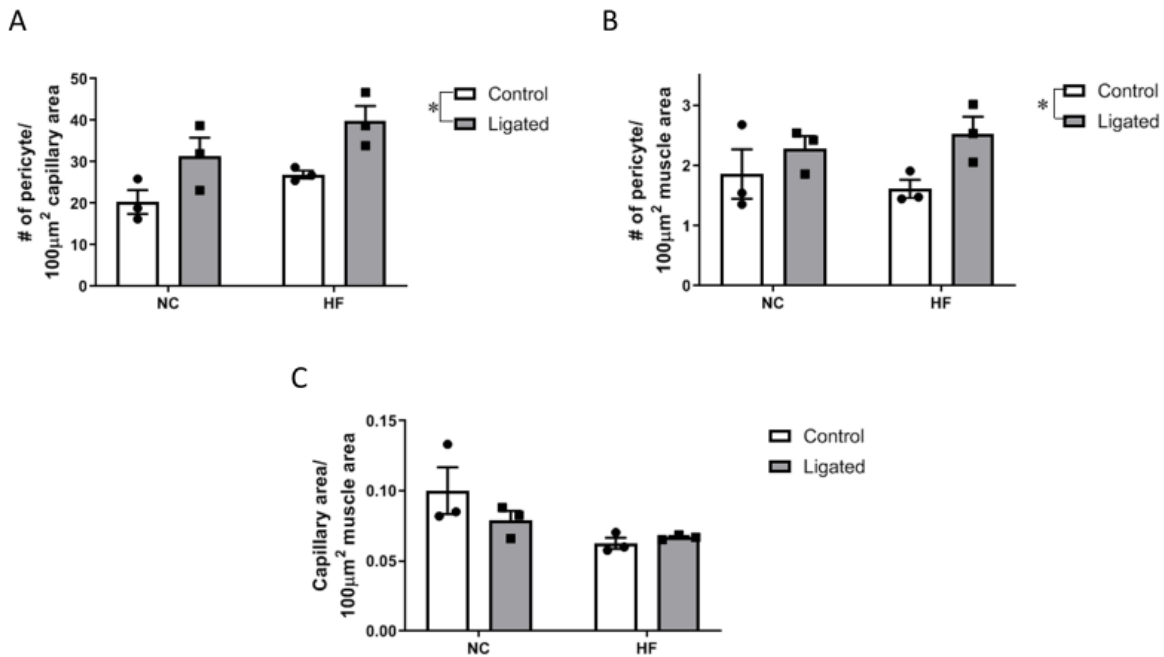 A
# of pericyte/
100μm² capillary area
50
40
30
20
10
0
NC
HF
*
Control
Ligated
B
# of pericyte/
100μm² muscle area
3
2
1
0
NC
HF
*
Control
Ligated
C
Capillary area/
100μm² muscle area
0.15
0.10
0.05
0.00
NC
HF
Control
Ligated